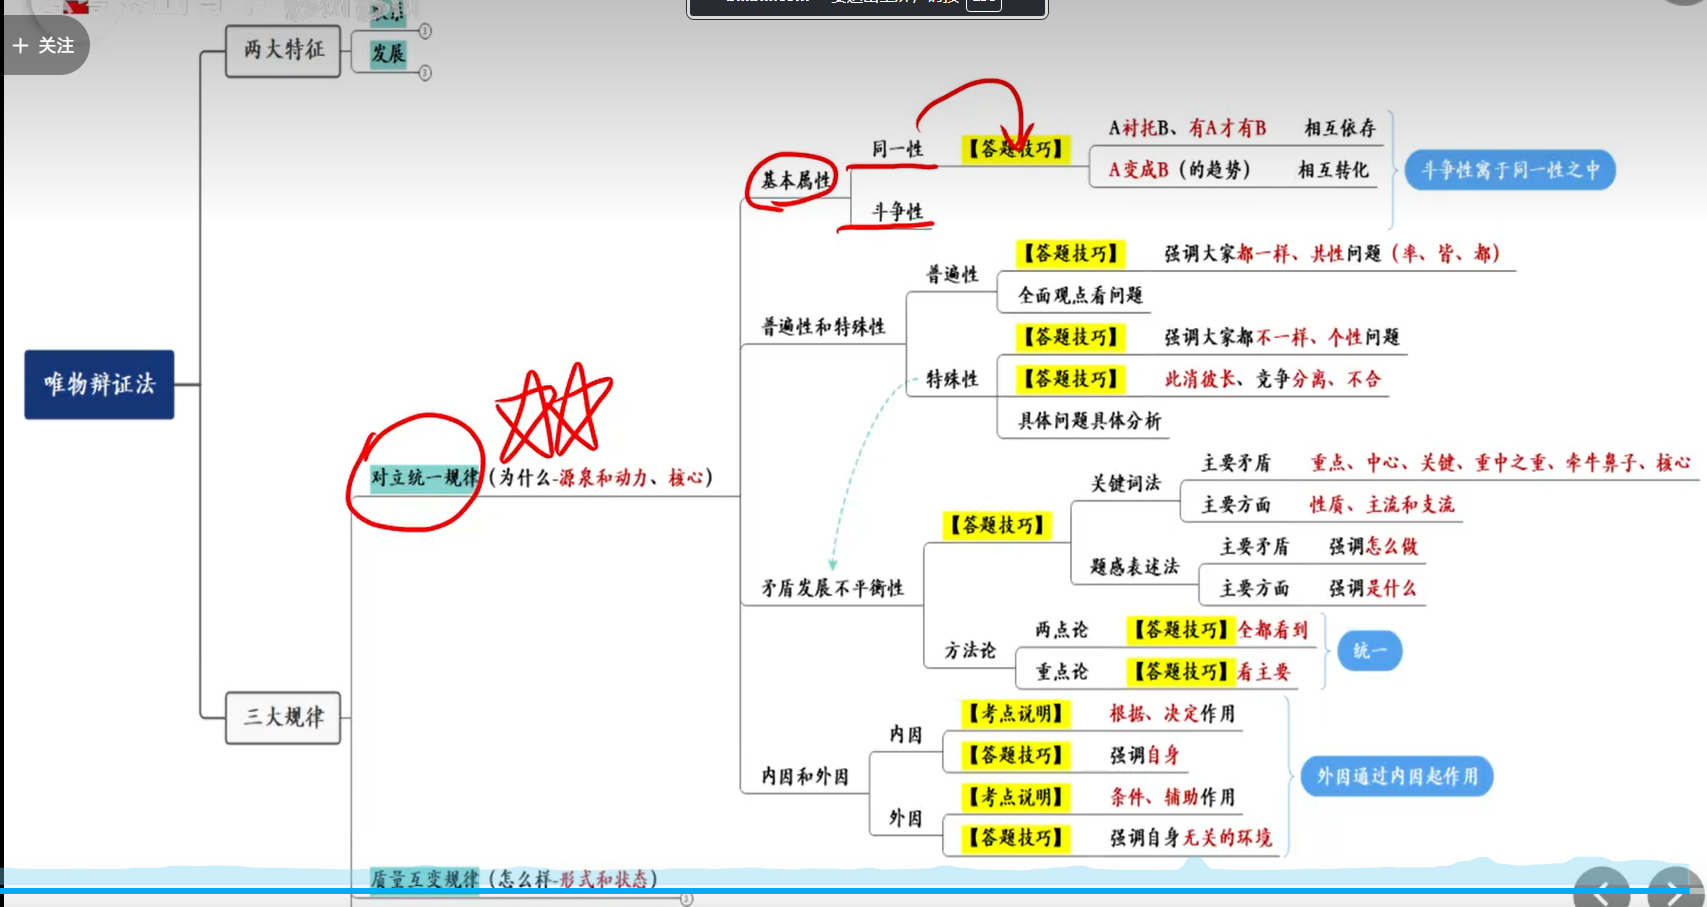 关注
两大特征
发展
唯物辩证法
三大规律
对立统一规律（为什么-源泉和动力、核心）
基本属性
同一性
【答题技巧】
A衬托B、有A才有B 相互依存
A变成B（的趋势） 相互转化
斗争性
斗争性寓于同一性之中
普遍性和特殊性
普遍性
【答题技巧】 强调大家都一样、共性问题（率、皆、都）
全面观点看问题
特殊性
【答题技巧】 强调大家都不一样、个性问题
【答题技巧】 此消彼长、竞争分离、不合
具体问题具体分析
矛盾发展不平衡性
【答题技巧】
关键词法
主要矛盾 重点、中心、关键、重中之重、牵牛鼻子、核心
主要方面 性质、主流和支流
题感表述法
主要矛盾 强调怎么做
主要方面 强调是什么
方法论
两点论 【答题技巧】全都看到
重点论 【答题技巧】看主要
统一
内因和外因
内因
【考点说明】 根据、决定作用
【答题技巧】 强调自身
外因
【考点说明】 条件、辅助作用
【答题技巧】 强调自身无关的环境
外因通过内因起作用
质量互变规律（怎么样-形式和状态）